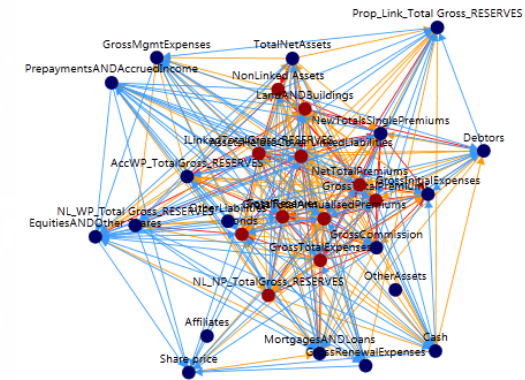 Prop_Link_Total Gross_RESERVES
GrossMgmtExpenses
TotalNetAssets
PrepaymentsANDAccruedIncome
NonLinked Assets
LandANDBuildings
NewTotalsSinglePremiums
Debtors
NetTotalPremiums
AccWP_TotalGross_RESERVES
GrossInitialExpenses
NL_WP_Total Gross_RESERVES
OtherLiabilities
EquitiesANDOther Shares
GrossCommission
GrossTotalExpenses
NL_NP_TotalGross_RESERVES
OtherAssets
Affiliates
MortgagesANDLoans
Cash
Share price
GrossRenewalExpenses